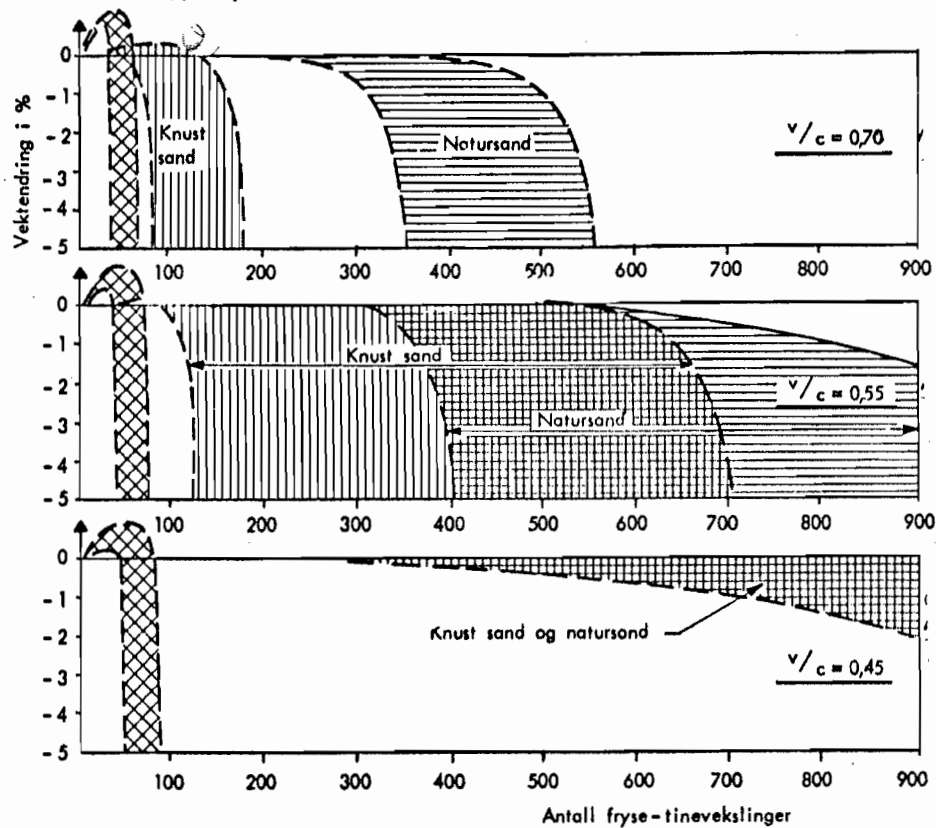 Vektendring i %
0
-1
-2
-3
-4
-5
Knust
sand
Natursand
v/c = 0,70
100 200 300 400 500 600 700 800 900
0
-1
-2
-3
-4
-5
Knust sand
Natursand
v/c = 0,55
100 200 300 400 500 600 700 800 900
0
-1
-2
-3
-4
-5
Knust sand og natursand
v/c = 0,45
100 200 300 400 500 600 700 800 900
Antall fryse-tinevekslinger